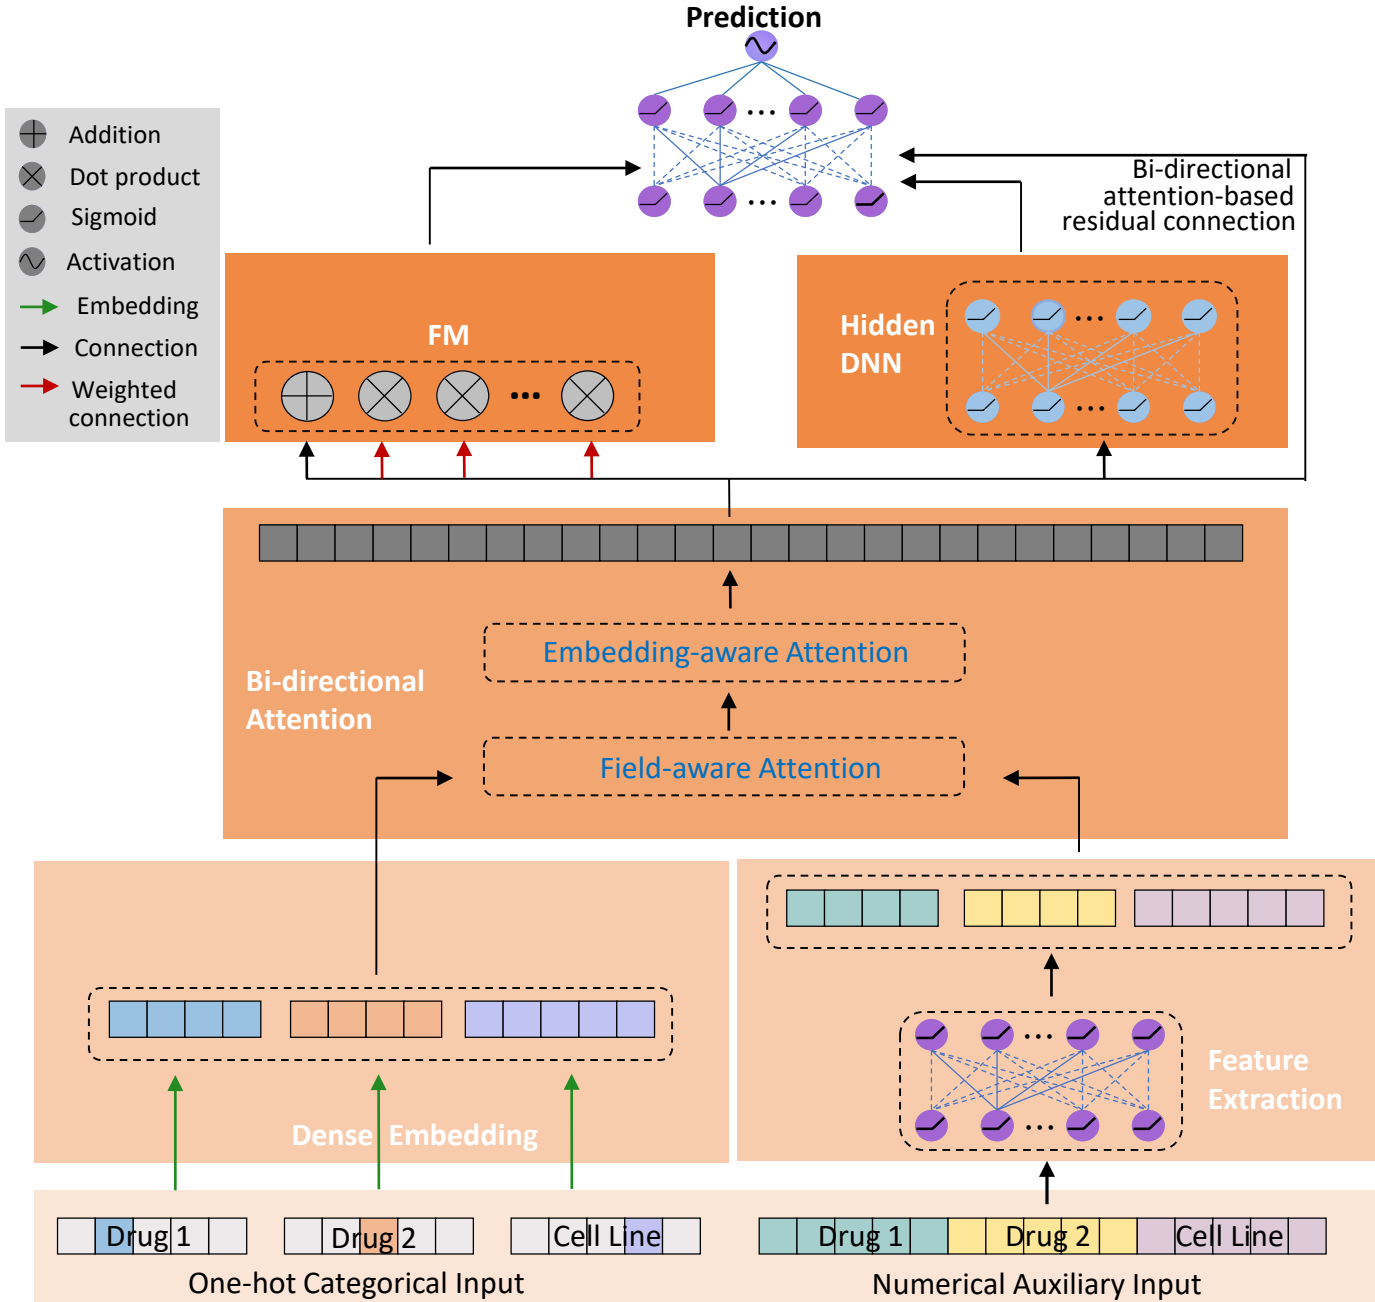 Prediction
Addition
Dot product
Sigmoid
Activation
Embedding
Connection
Weighted
connection
Bi-directional
attention-based
residual connection
FM
Hidden
DNN
Embedding-aware Attention
Bi-directional
Attention
Field-aware Attention
Feature
Extraction
Dense Embedding
Drug 1
Drug 2
Cell Line
Drug 1
Drug 2
Cell Line
One-hot Categorical Input
Numerical Auxiliary Input